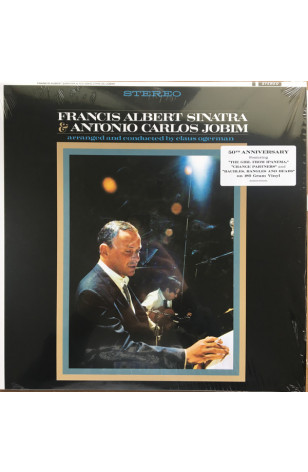 STEREO
FRANCIS ALBERT SINATRA
& ANTONIO CARLOS JOBIM
arranged and conducted by claus ogerman
50TH ANNIVERSARY
Featuring
"THE GIRL FROM IPANEMA,"
"CHANGE PARTNERS" and
"BAUBLES, BANGLES AND BEADS"
on 180 Gram Vinyl